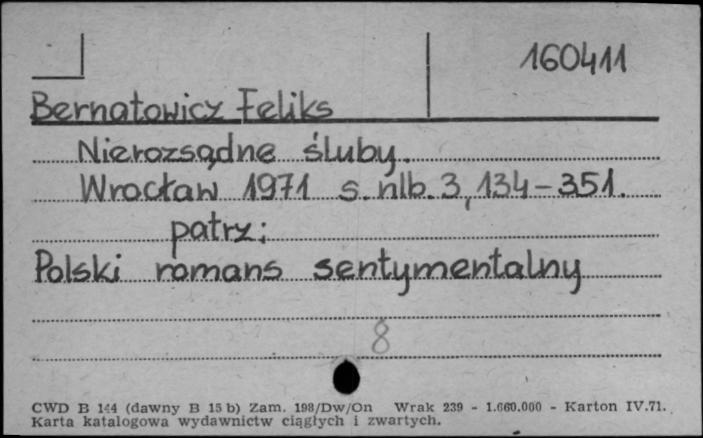 160411
Bernatowicz Feliks
Nierozsądne śluby.
Wrocław 1971 s. nlb. 3, 134-351.
patrz:
Polski romans sentymentalny
8
CWD B 144 (dawny B 15 b) Zam. 198/Dw/On Wrak 239 - 1.660.000 - Karton IV.71.
Karta katalogowa wydawnictw ciągłych i zwartych.